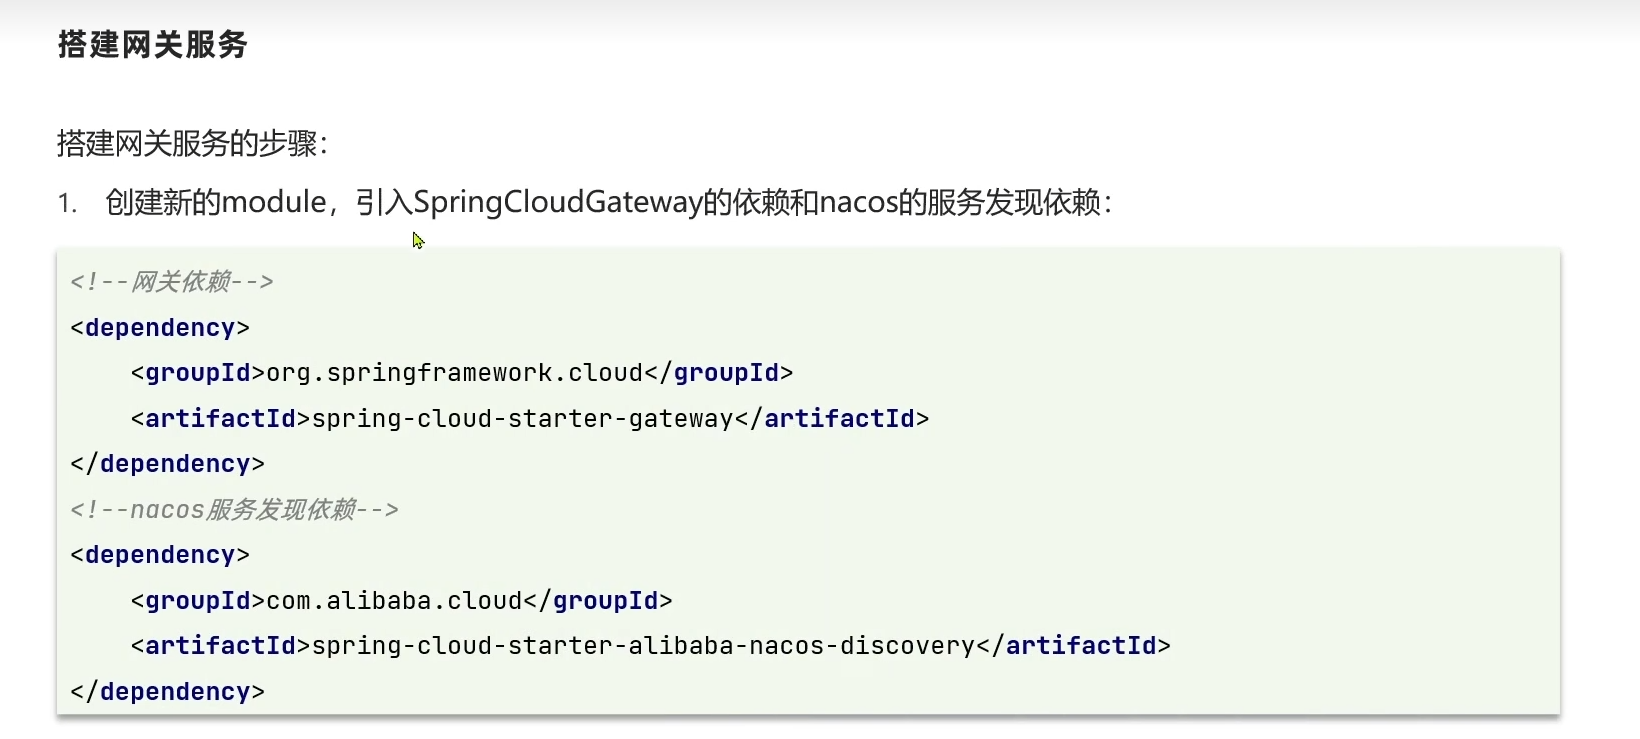 搭建网关服务
搭建网关服务的步骤：
1. 创建新的module，引入SpringCloudGateway的依赖和nacos的服务发现依赖：
<!--网关依赖-->
<dependency>
    <groupId>org.springframework.cloud</groupId>
    <artifactId>spring-cloud-starter-gateway</artifactId>
</dependency>
<!--nacos服务发现依赖-->
<dependency>
    <groupId>com.alibaba.cloud</groupId>
    <artifactId>spring-cloud-starter-alibaba-nacos-discovery</artifactId>
</dependency>